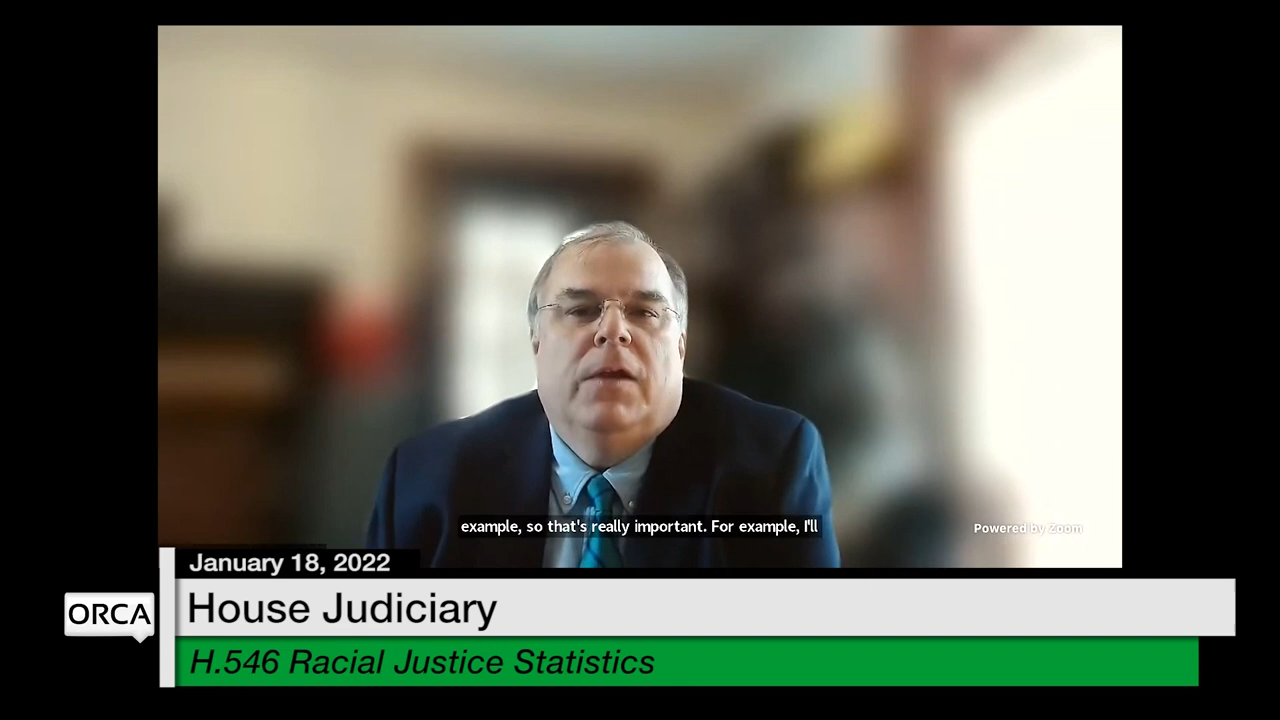 example, so that's really important. For example, I'll
Powered by Zoom
January 18, 2022
ORCA
House Judiciary
H.546 Racial Justice Statistics